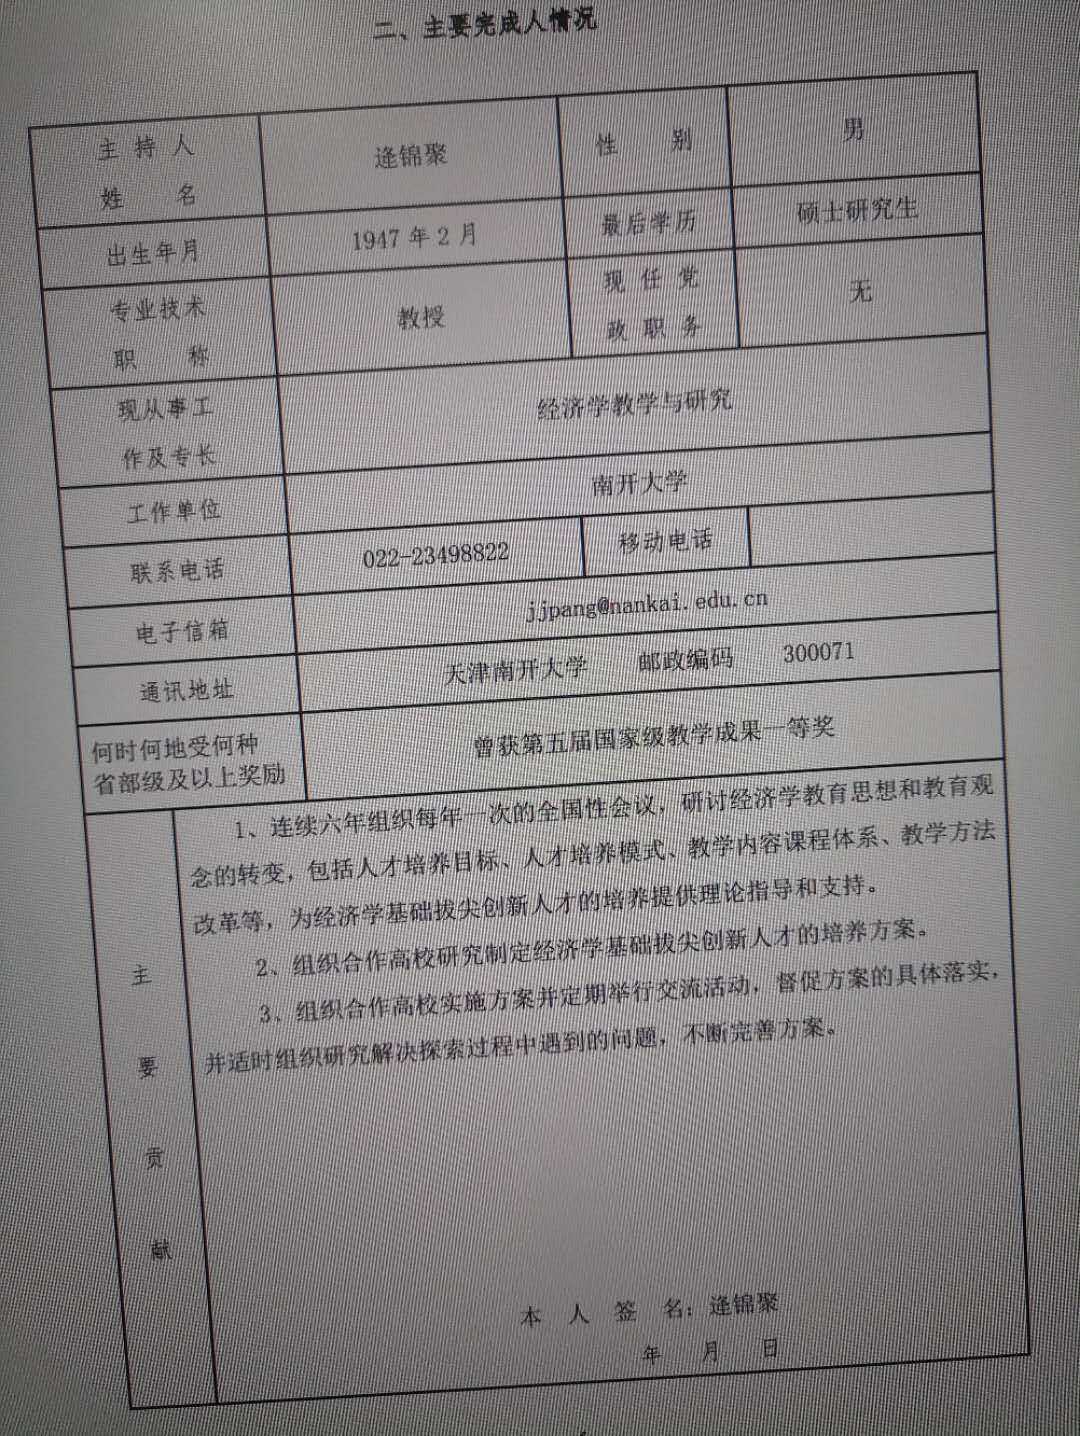 二、主要完成人情况
主 持 人
姓 名
逄锦聚
性 别
男
出生年月
1947 年 2 月
最后学历
硕士研究生
专业技术
职 称
教授
现 任 党
政 职 务
无
现从事工
作及专长
经济学教学与研究
工作单位
南开大学
联系电话
022-23498822
移动电话
电子信箱
jjpang@nankai.edu.cn
通讯地址
天津南开大学 邮政编码 300071
何时何地受何种
省部级及以上奖励
曾获第五届国家级教学成果一等奖
主
要
贡
献
1、连续六年组织每年一次的全国性会议，研讨经济学教育思想和教育观
念的转变，包括人才培养目标、人才培养模式、教学内容课程体系、教学方法
改革等，为经济学基础拔尖创新人才的培养提供理论指导和支持。
2、组织合作高校研究制定经济学基础拔尖创新人才的培养方案。
3、组织合作高校实施方案并定期举行交流活动，督促方案的具体落实，
并适时组织研究解决探索过程中遇到的问题，不断完善方案。
本 人 签 名：逄锦聚
年 月 日